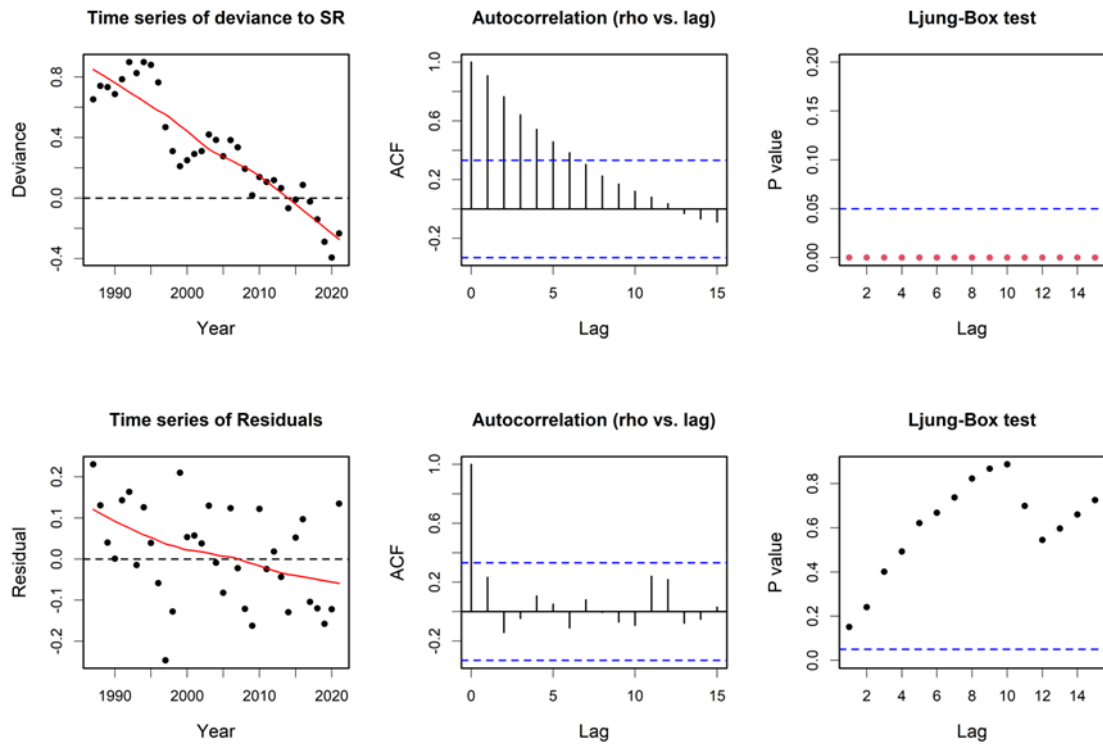 Time series of deviance to SR
Deviance
0.8
0.4
0.0
-0.4
1990 2000 2010 2020
Year
Autocorrelation (rho vs. lag)
ACF
1.0
0.6
0.2
-0.2
0 5 10 15
Lag
Ljung-Box test
P value
0.20
0.15
0.10
0.05
0.00
2 4 6 8 10 12 14
Lag
Time series of Residuals
Residual
0.2
0.1
0.0
-0.1
-0.2
1990 2000 2010 2020
Year
Autocorrelation (rho vs. lag)
ACF
1.0
0.6
0.2
-0.2
0 5 10 15
Lag
Ljung-Box test
P value
0.8
0.6
0.4
0.2
0.0
2 4 6 8 10 12 14
Lag